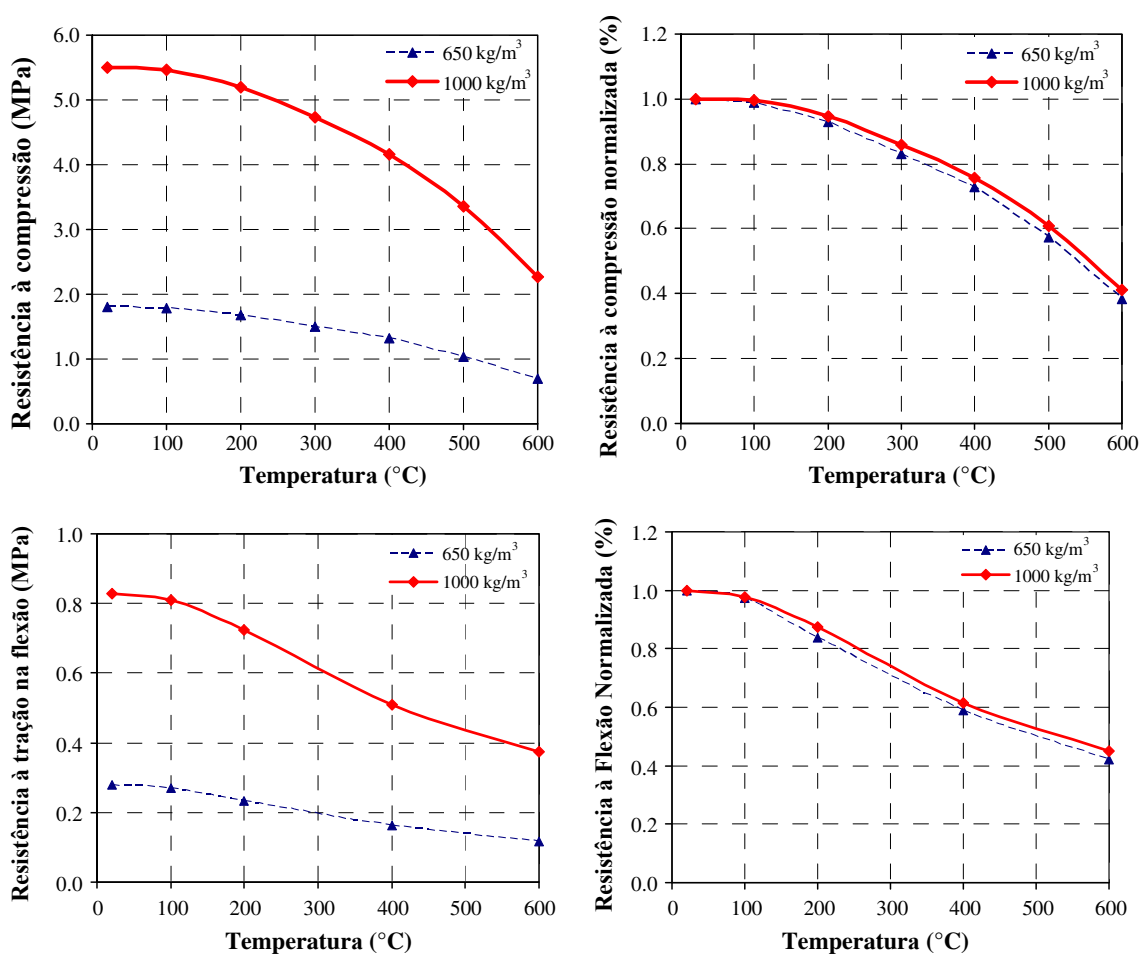 Resistência à compressão (MPa)
6.0
5.0
4.0
3.0
2.0
1.0
0.0
650 kg/m³
1000 kg/m³
0 100 200 300 400 500 600
Temperatura (°C)
Resistência à compressão normalizada (%)
1.2
1.0
0.8
0.6
0.4
0.2
0.0
650 kg/m³
1000 kg/m³
0 100 200 300 400 500 600
Temperatura (°C)
Resistência à tração na flexão (MPa)
1.0
0.8
0.6
0.4
0.2
0.0
650 kg/m³
1000 kg/m³
0 100 200 300 400 500 600
Temperatura (°C)
Resistência à Flexão Normalizada (%)
1.2
1.0
0.8
0.6
0.4
0.2
0.0
650 kg/m³
1000 kg/m³
0 100 200 300 400 500 600
Temperatura (°C)